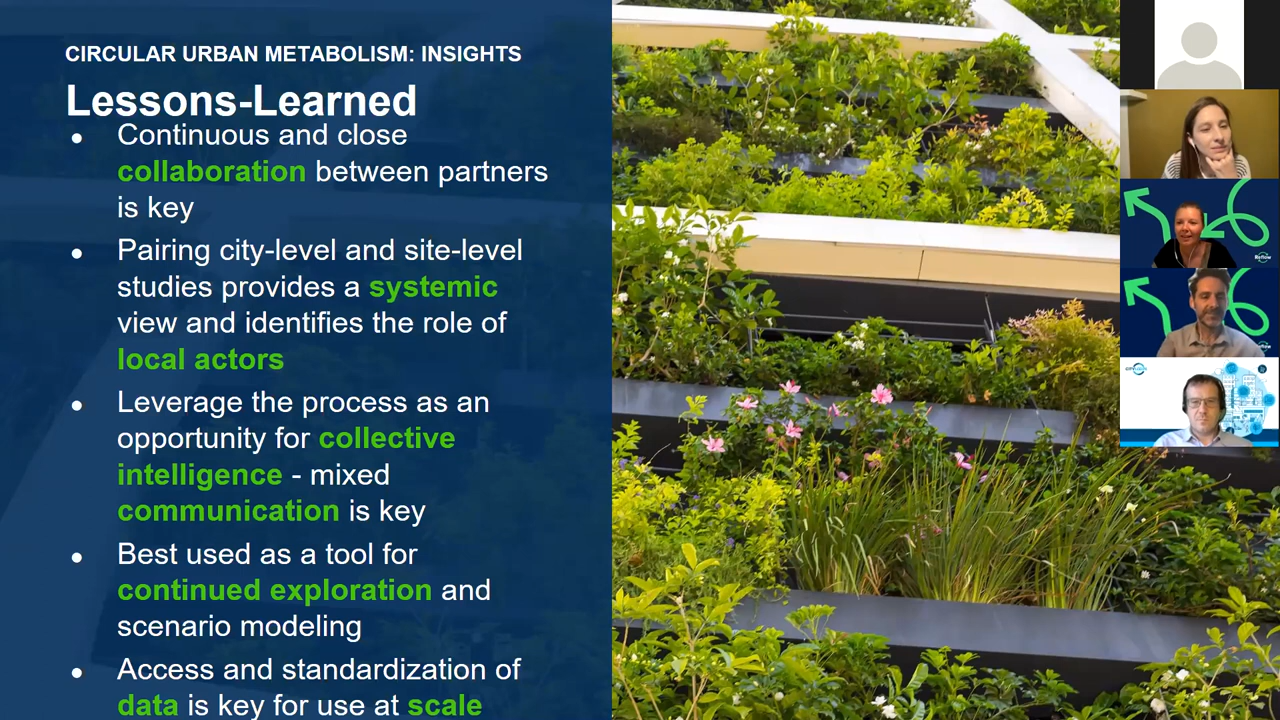 CIRCULAR URBAN METABOLISM: INSIGHTS
Lessons-Learned
● Continuous and close
collaboration between partners
is key
● Pairing city-level and site-level
studies provides a systemic
view and identifies the role of
local actors
● Leverage the process as an
opportunity for collective
intelligence - mixed
communication is key
● Best used as a tool for
continued exploration and
scenario modeling
● Access and standardization of
data is key for use at scale
Reflow